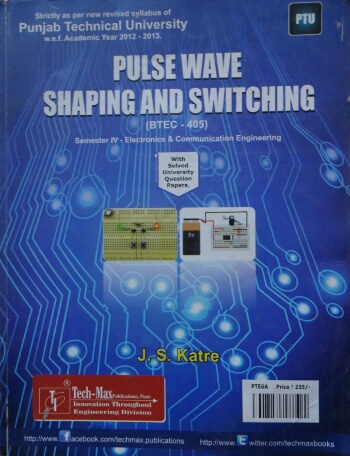 Strictly as per new revised syllabus of
Punjab Technical University
w.e.f. Academic Year 2012 - 2013.
PTU
PULSE WAVE
SHAPING AND SWITCHING
(BTEC - 405)
Semester IV - Electronics & Communication Engineering
With
Solved
University
Question
Papers.
J. S. Katre
Tech-Max Publications, Pune
Innovation Throughout
Engineering Division
PTE6A Price ₹ 235/-
http://www.facebook.com/techmax.publications
http://www.twitter.com/techmaxbooks